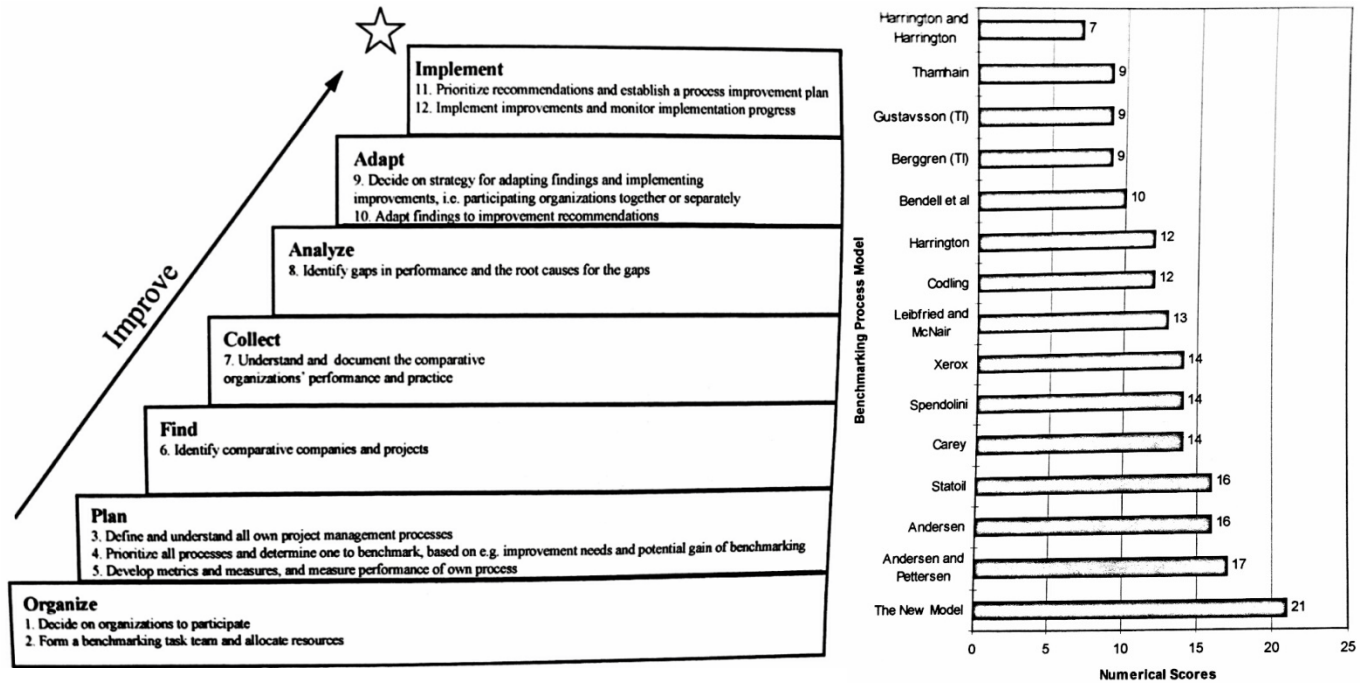 Implement
11. Prioritize recommendations and establish a process improvement plan
12. Implement improvements and monitor implementation progress
Adapt
9. Decide on strategy for adapting findings and implementing
improvements, i.e. participating organizations together or separately
10. Adapt findings to improvement recommendations
Analyze
8. Identify gaps in performance and the root causes for the gaps
Collect
7. Understand and document the comparative
organizations' performance and practice
Find
6. Identify comparative companies and projects
Plan
3. Define and understand all own project management processes
4. Prioritize all processes and determine one to benchmark, based on e.g. improvement needs and potential gain of benchmarking
5. Develop metrics and measures, and measure performance of own process
Organize
1. Decide on organizations to participate
2. Form a benchmarking task team and allocate resources
Improve
Benchmarking Process Model
Harrington and
Harrington
7
Thamhain
9
Gustavsson (TI)
9
Berggren (TI)
9
Bendell et al
10
Harrington
12
Codling
12
Leibfried and
McNair
13
Xerox
14
Spendolini
14
Carey
14
Statoil
16
Andersen
16
Andersen and
Pettersen
17
The New Model
21
0 5 10 15 20 25
Numerical Scores